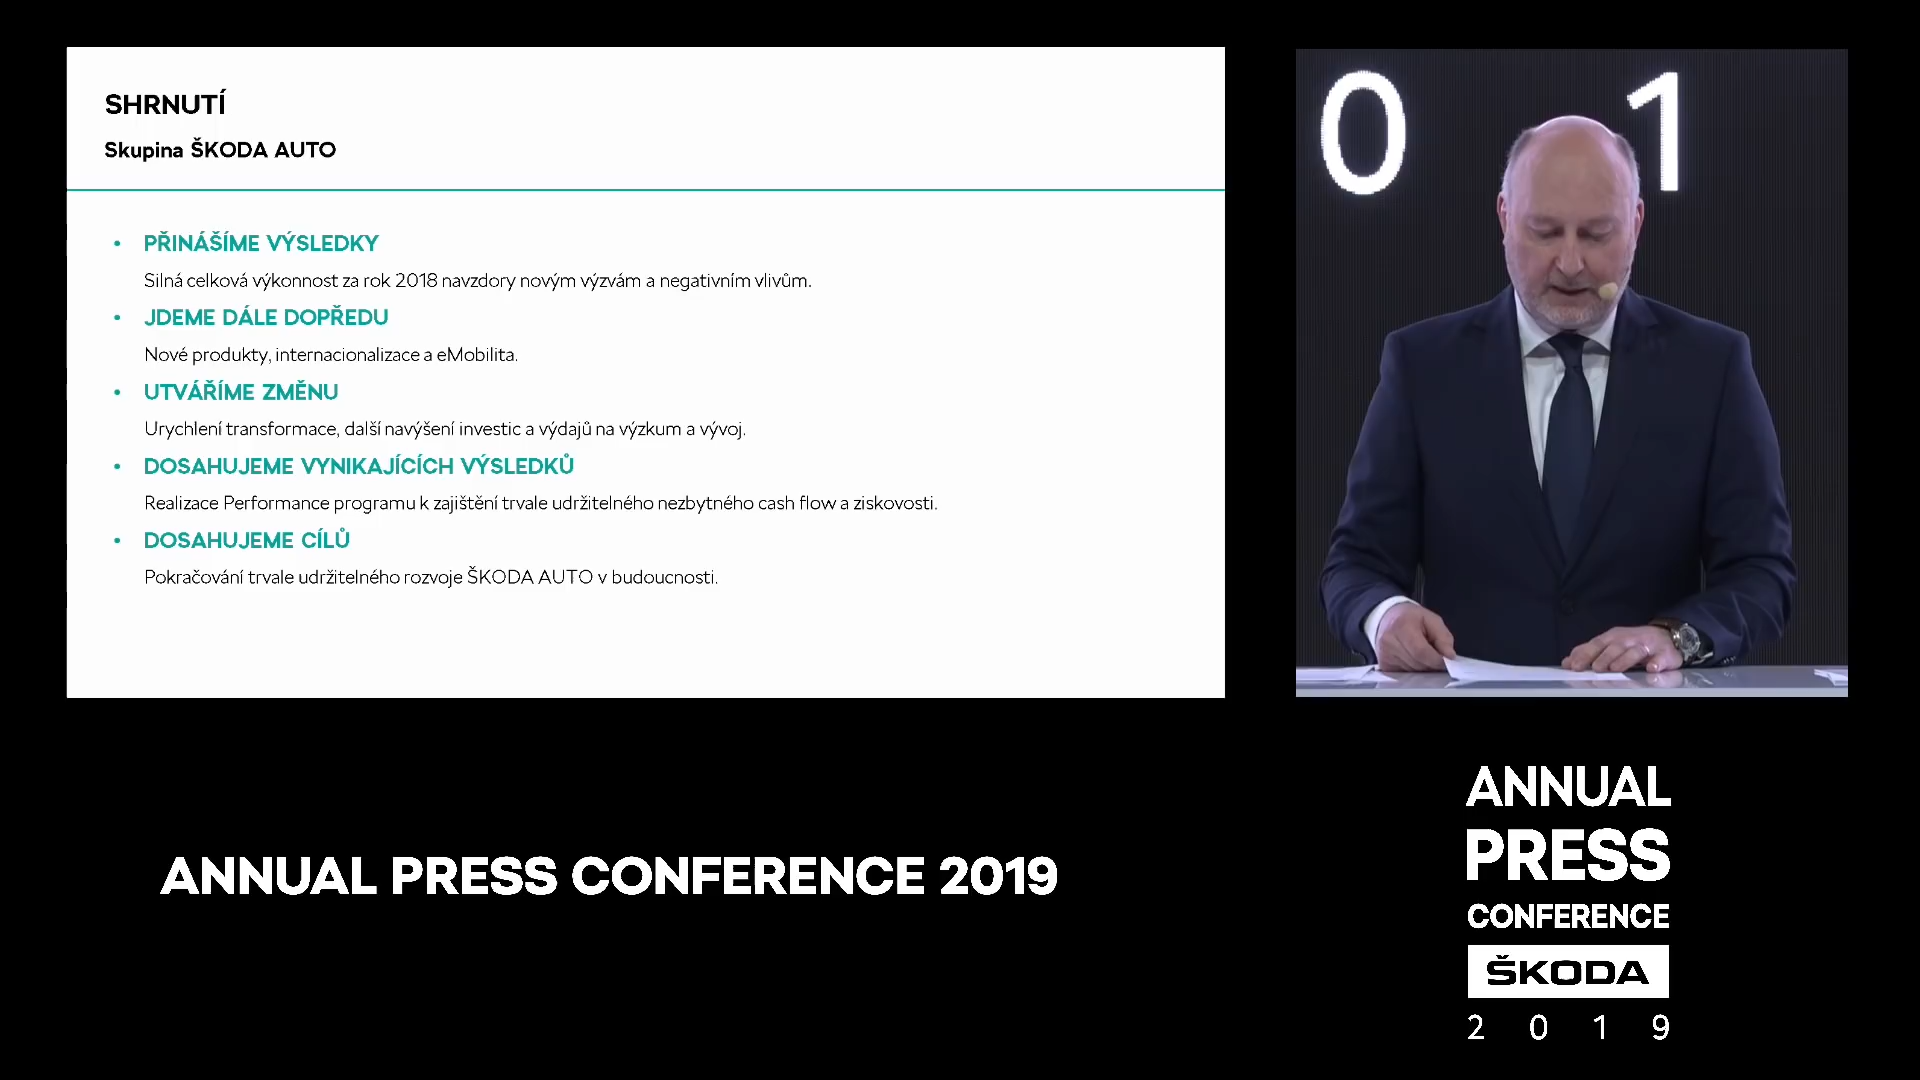 SHRNUTÍ
Skupina ŠKODA AUTO
• PŘINÁŠÍME VÝSLEDKY
Silná celková výkonnost za rok 2018 navzdory novým výzvám a negativním vlivům.
• JDEME DÁLE DOPŘEDU
Nové produkty, internacionalizace a eMobilita.
• UTVÁŘÍME ZMĚNU
Urychlení transformace, další navýšení investic a výdajů na výzkum a vývoj.
• DOSAHUJEME VYNIKAJÍCÍCH VÝSLEDKŮ
Realizace Performance programu k zajištění trvale udržitelného nezbytného cash flow a ziskovosti.
• DOSAHUJEME CÍLŮ
Pokračování trvale udržitelného rozvoje ŠKODA AUTO v budoucnosti.
0 1
ANNUAL PRESS CONFERENCE 2019
ANNUAL
PRESS
CONFERENCE
ŠKODA
2 0 1 9